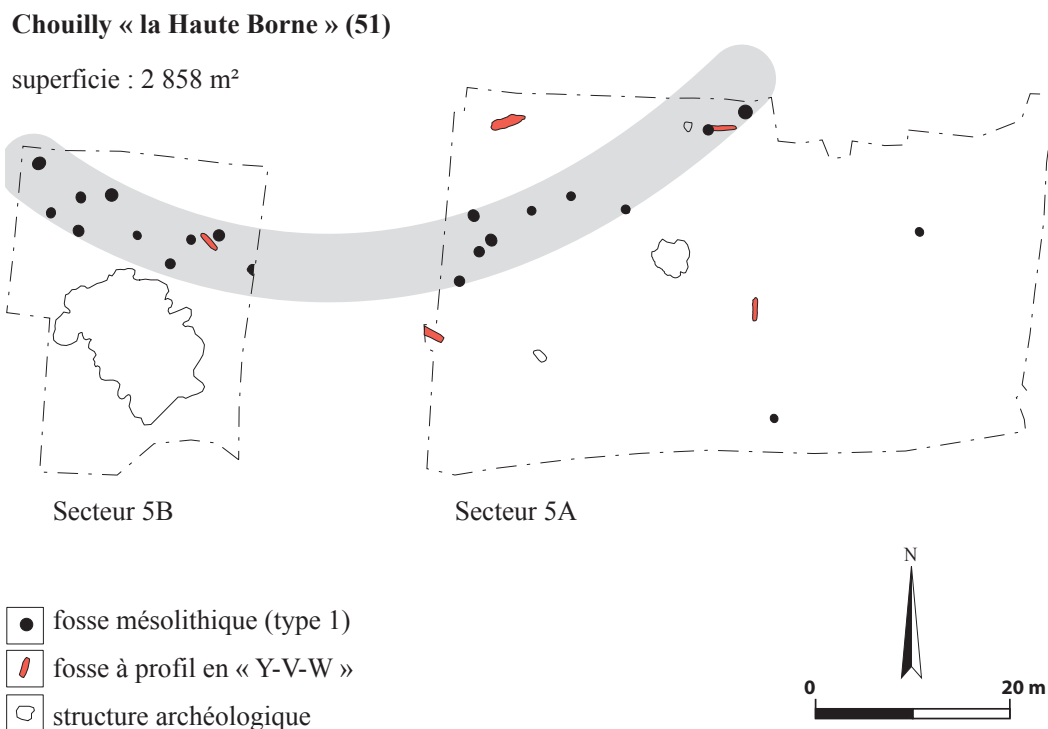 Chouilly « la Haute Borne » (51)
superficie : 2 858 m²
Secteur 5B
Secteur 5A
N
fosse mésolithique (type 1)
fosse à profil en « Y-V-W »
structure archéologique
0
20 m